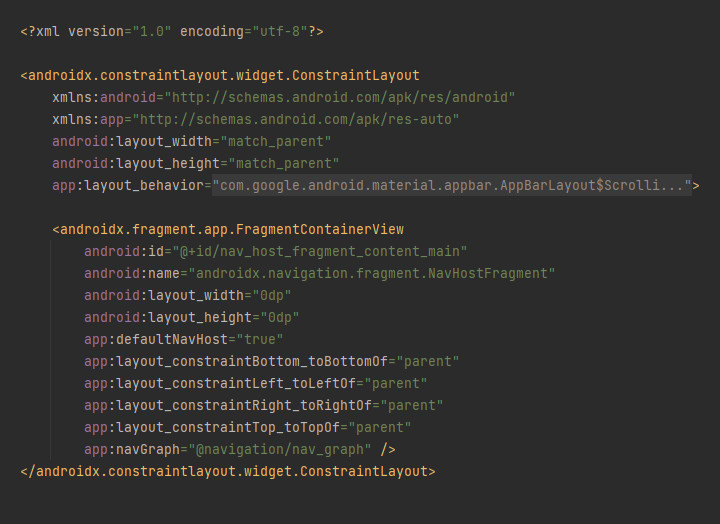 <?xml version="1.0" encoding="utf-8"?>
<androidx.constraintlayout.widget.ConstraintLayout
xmlns:android="http://schemas.android.com/apk/res/android"
xmlns:app="http://schemas.android.com/apk/res-auto"
android:layout_width="match_parent"
android:layout_height="match_parent"
app:layout_behavior="com.google.android.material.appbar.AppBarLayout$Scrolli...">
<androidx.fragment.app.FragmentContainerView
android:id="@+id/nav_host_fragment_content_main"
android:name="androidx.navigation.fragment.NavHostFragment"
android:layout_width="0dp"
android:layout_height="0dp"
app:defaultNavHost="true"
app:layout_constraintBottom_toBottomOf="parent"
app:layout_constraintLeft_toLeftOf="parent"
app:layout_constraintRight_toRightOf="parent"
app:layout_constraintTop_toTopOf="parent"
app:navGraph="@navigation/nav_graph" />
</androidx.constraintlayout.widget.ConstraintLayout>